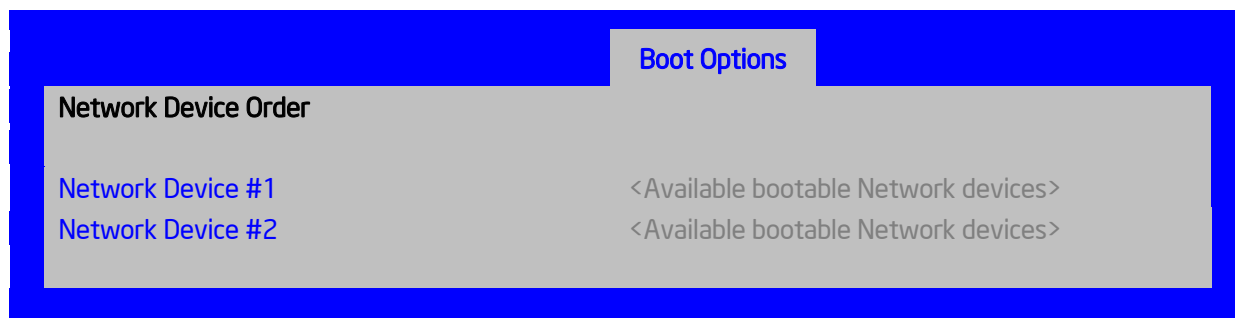 Boot Options
Network Device Order
Network Device #1 <Available bootable Network devices>
Network Device #2 <Available bootable Network devices>